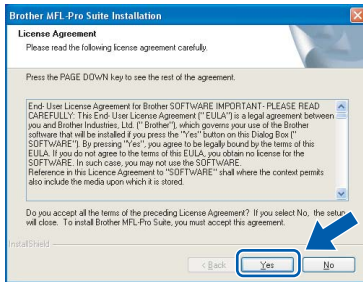 Brother MFL-Pro Suite Installation
License Agreement
Please read the following license agreement carefully.
Press the PAGE DOWN key to see the rest of the agreement.
End- User License Agreement for Brother SOFTWARE IMPORTANT- PLEASE READ
CAREFULLY: This End- User License Agreement (" EULA") is a legal agreement between
you and Brother Industries, Ltd. (" Brother"), which governs your use of the Brother
software that will be installed if you press the "Yes" button on this Dialog Box ("
SOFTWARE"). By pressing "Yes", you agree to be legally bound by the terms of this
EULA. If you do not agree to the terms of this EULA, you obtain no license for the
SOFTWARE. In such case, you may not use the SOFTWARE.
Reference in this Licence Agreement to "SOFTWARE" shall where the context permits
also include the media upon which it is stored.
Do you accept all the terms of the preceding License Agreement? If you select No, the setup
will close. To install Brother MFL-Pro Suite, you must accept this agreement.
InstallShield
< Back Yes No